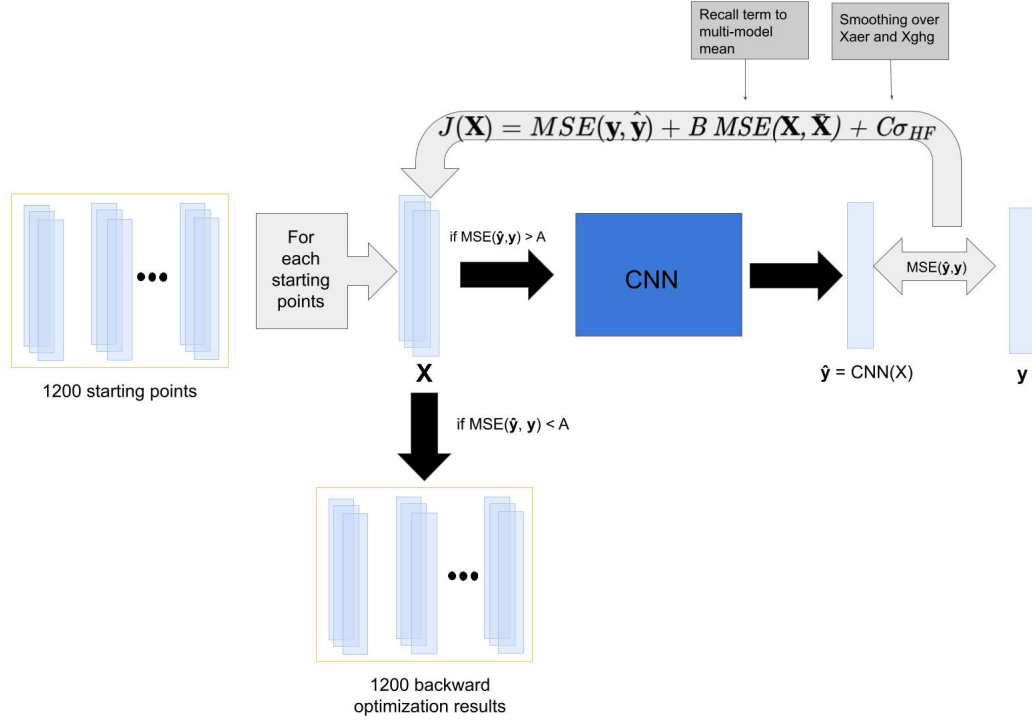 Recall term to
multi-model
mean
Smoothing over
Xaer and Xghg
J(X) = MSE(y, ŷ) + B MSE(X, X̄) + Cσ_HF
For
each
starting
points
if MSE(ŷ,y) > A
CNN
MSE(ŷ,y)
1200 starting points
X
ŷ = CNN(X)
y
if MSE(ŷ, y) < A
1200 backward
optimization results